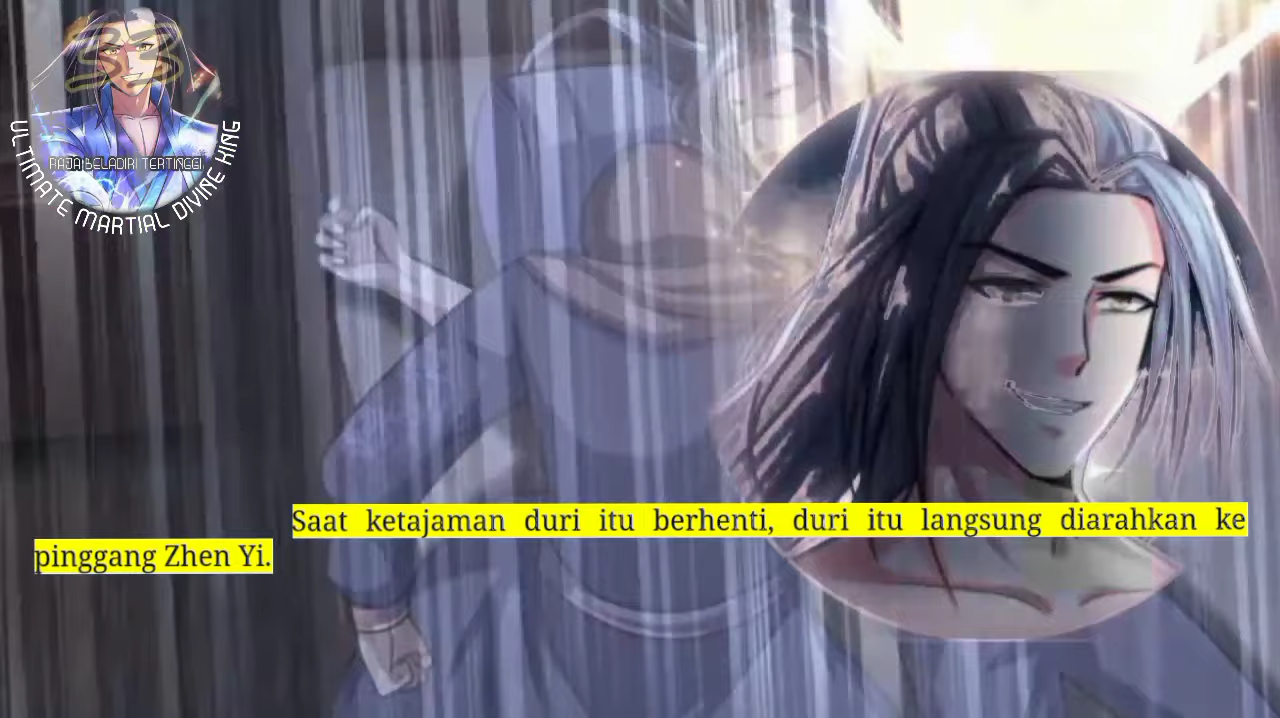 RAJA BELADIRI TERTINGGI
ULTIMATE MARTIAL DIVINE KING
Saat ketajaman duri itu berhenti, duri itu langsung diarahkan ke
pinggang Zhen Yi.